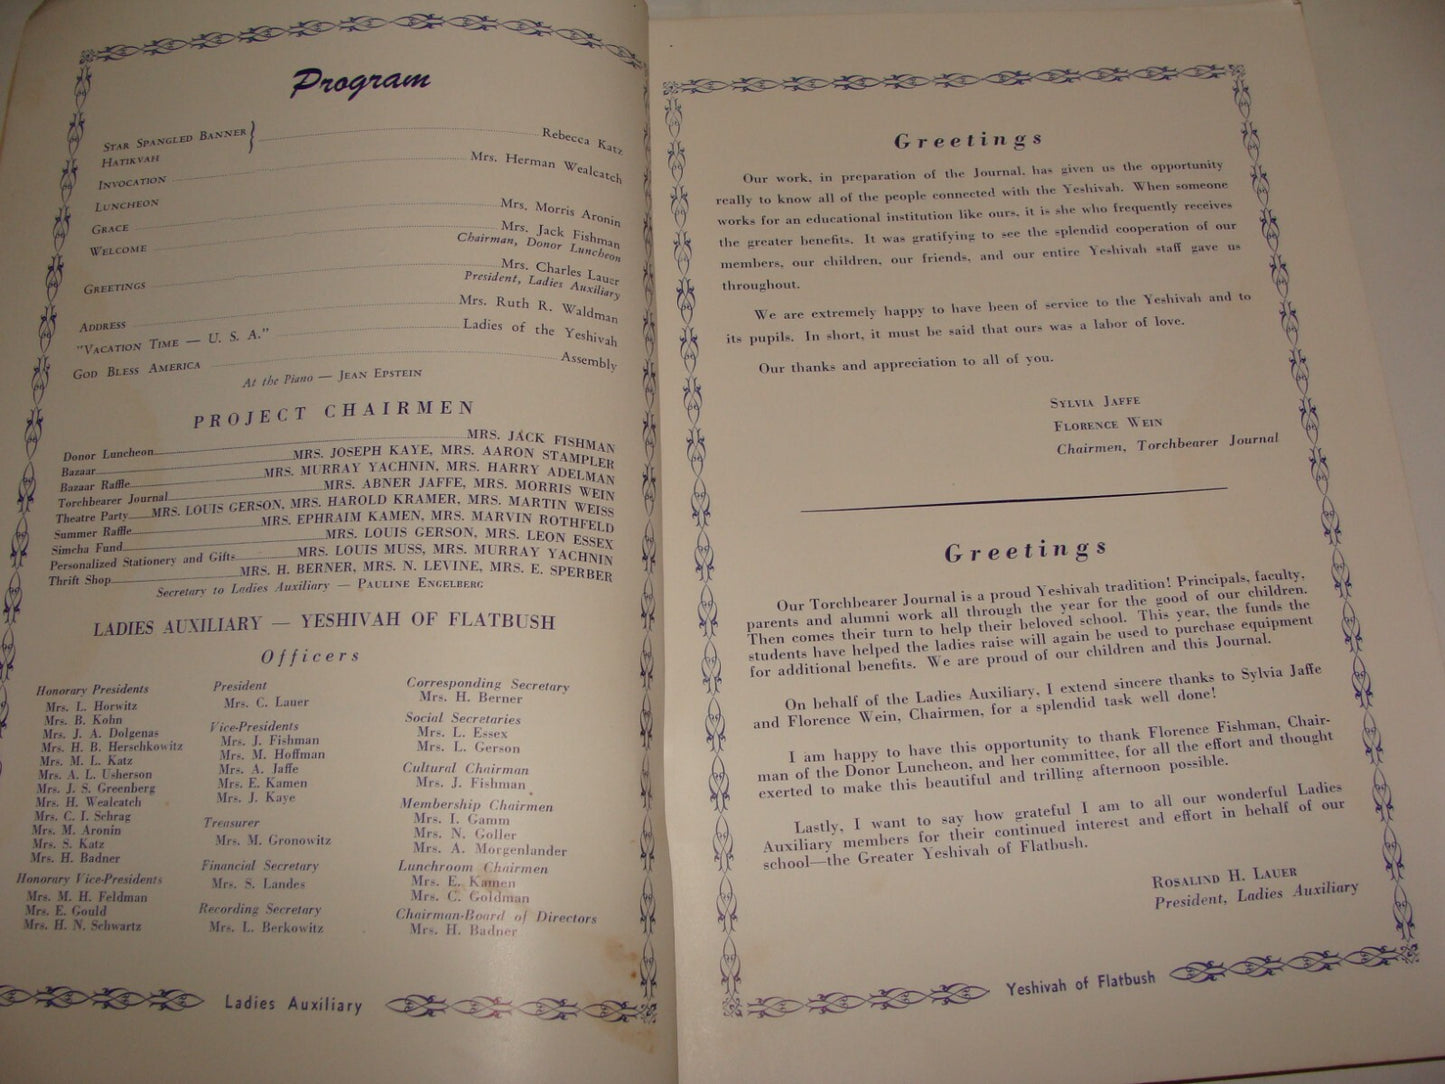 Program
STAR SPANGLED BANNER } Rebecca Katz
HATIKVAH
INVOCATION Mrs. Herman Wealcatch
LUNCHEON
GRACE Mrs. Morris Aronin
WELCOME Mrs. Jack Fishman
Chairman, Donor Luncheon
GREETINGS Mrs. Charles Lauer
President, Ladies Auxiliary
ADDRESS Mrs. Ruth R. Waldman
"VACATION TIME — U. S. A." Ladies of the Yeshivah
GOD BLESS AMERICA Assembly
At the Piano — JEAN EPSTEIN
PROJECT CHAIRMEN
Donor Luncheon MRS. JACK FISHMAN
Bazaar MRS. JOSEPH KAYE, MRS. AARON STAMPLER
Bazaar Raffle MRS. MURRAY YACHNIN, MRS. HARRY ADELMAN
Torchbearer Journal MRS. ABNER JAFFE, MRS. MORRIS WEIN
Theatre Party MRS. LOUIS GERSON, MRS. HAROLD KRAMER, MRS. MARTIN WEISS
Summer Raffle MRS. EPHRAIM KAMEN, MRS. MARVIN ROTHFELD
Simcha Fund MRS. LOUIS GERSON, MRS. LEON ESSEX
Personalized Stationery and Gifts MRS. LOUIS MUSS, MRS. MURRAY YACHNIN
Thrift Shop MRS. H. BERNER, MRS. N. LEVINE, MRS. E. SPERBER
Secretary to Ladies Auxiliary — PAULINE ENGELBERG
LADIES AUXILIARY — YESHIVAH OF FLATBUSH
Officers
Honorary Presidents
Mrs. L. Horwitz
Mrs. B. Kohn
Mrs. J. A. Dolgenas
Mrs. H. B. Herschkowitz
Mrs. M. L. Katz
Mrs. A. L. Usherson
Mrs. J. S. Greenberg
Mrs. H. Wealcatch
Mrs. C. I. Schrag
Mrs. M. Aronin
Mrs. S. Katz
Mrs. H. Badner
Honorary Vice-Presidents
Mrs. M. H. Feldman
Mrs. E. Gould
Mrs. H. N. Schwartz
President
Mrs. C. Lauer
Vice-Presidents
Mrs. J. Fishman
Mrs. M. Hoffman
Mrs. A. Jaffe
Mrs. E. Kamen
Mrs. J. Kaye
Treasurer
Mrs. M. Gronowitz
Financial Secretary
Mrs. S. Landes
Recording Secretary
Mrs. L. Berkowitz
Corresponding Secretary
Mrs. H. Berner
Social Secretaries
Mrs. L. Essex
Mrs. L. Gerson
Cultural Chairman
Mrs. J. Fishman
Membership Chairmen
Mrs. I. Gamm
Mrs. N. Goller
Mrs. A. Morgenlander
Lunchroom Chairmen
Mrs. E. Kamen
Mrs. C. Goldman
Chairman-Board of Directors
Mrs. H. Badner
Ladies Auxiliary
Greetings
Our work, in preparation of the Journal, has given us the opportunity
really to know all of the people connected with the Yeshivah. When someone
works for an educational institution like ours, it is she who frequently receives
the greater benefits. It was gratifying to see the splendid cooperation of our
members, our children, our friends, and our entire Yeshivah staff gave us
throughout.
We are extremely happy to have been of service to the Yeshivah and to
its pupils. In short, it must be said that ours was a labor of love.
Our thanks and appreciation to all of you.
SYLVIA JAFFE
FLORENCE WEIN
Chairmen, Torchbearer Journal
Greetings
Our Torchbearer Journal is a proud Yeshivah tradition! Principals, faculty,
parents and alumni work all through the year for the good of our children.
Then comes their turn to help their beloved school. This year, the funds the
students have helped the ladies raise will again be used to purchase equipment
for additional benefits. We are proud of our children and this Journal.
On behalf of the Ladies Auxiliary, I extend sincere thanks to Sylvia Jaffe
and Florence Wein, Chairmen, for a splendid task well done!
I am happy to have this opportunity to thank Florence Fishman, Chair-
man of the Donor Luncheon, and her committee, for all the effort and thought
exerted to make this beautiful and trilling afternoon possible.
Lastly, I want to say how grateful I am to all our wonderful Ladies
Auxiliary members for their continued interest and effort in behalf of our
school—the Greater Yeshivah of Flatbush.
ROSALIND H. LAUER
President, Ladies Auxiliary
Yeshivah of Flatbush